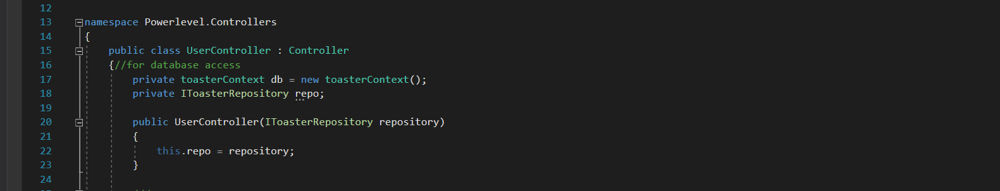 12
13 namespace Powerlevel.Controllers
14 {
15 public class UserController : Controller
16 {//for database access
17 private toasterContext db = new toasterContext();
18 private IToasterRepository repo;
19
20 public UserController(IToasterRepository repository)
21 {
22 this.repo = repository;
23 }
24